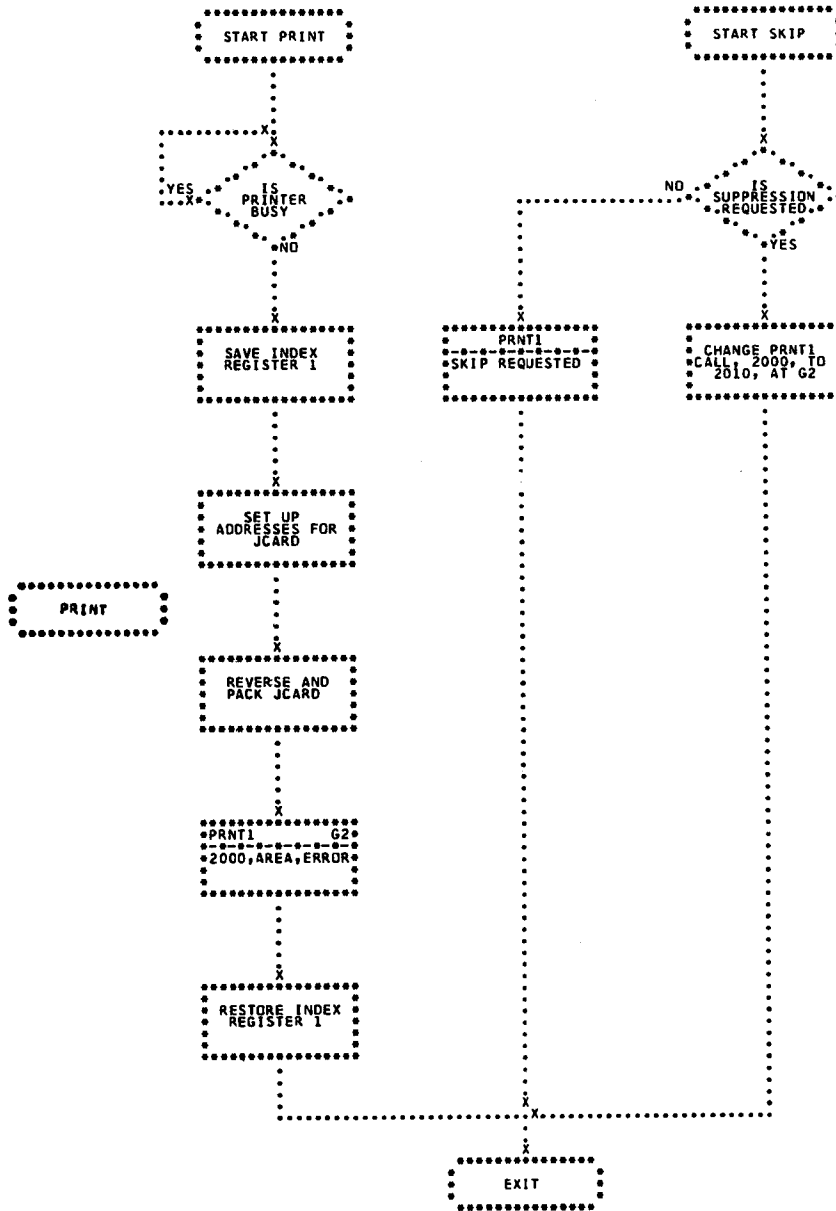 START PRINT
START SKIP
YES
IS
PRINTER
BUSY
NO
NO
IS
SUPPRESSION
REQUESTED
YES
SAVE INDEX
REGISTER 1
PRNT1
SKIP REQUESTED
CHANGE PRNT1
CALL, 2000, TO
2010, AT G2
SET UP
ADDRESSES FOR
JCARD
PRINT
REVERSE AND
PACK JCARD
PRNT1 G2
2000,AREA,ERROR
RESTORE INDEX
REGISTER 1
EXIT